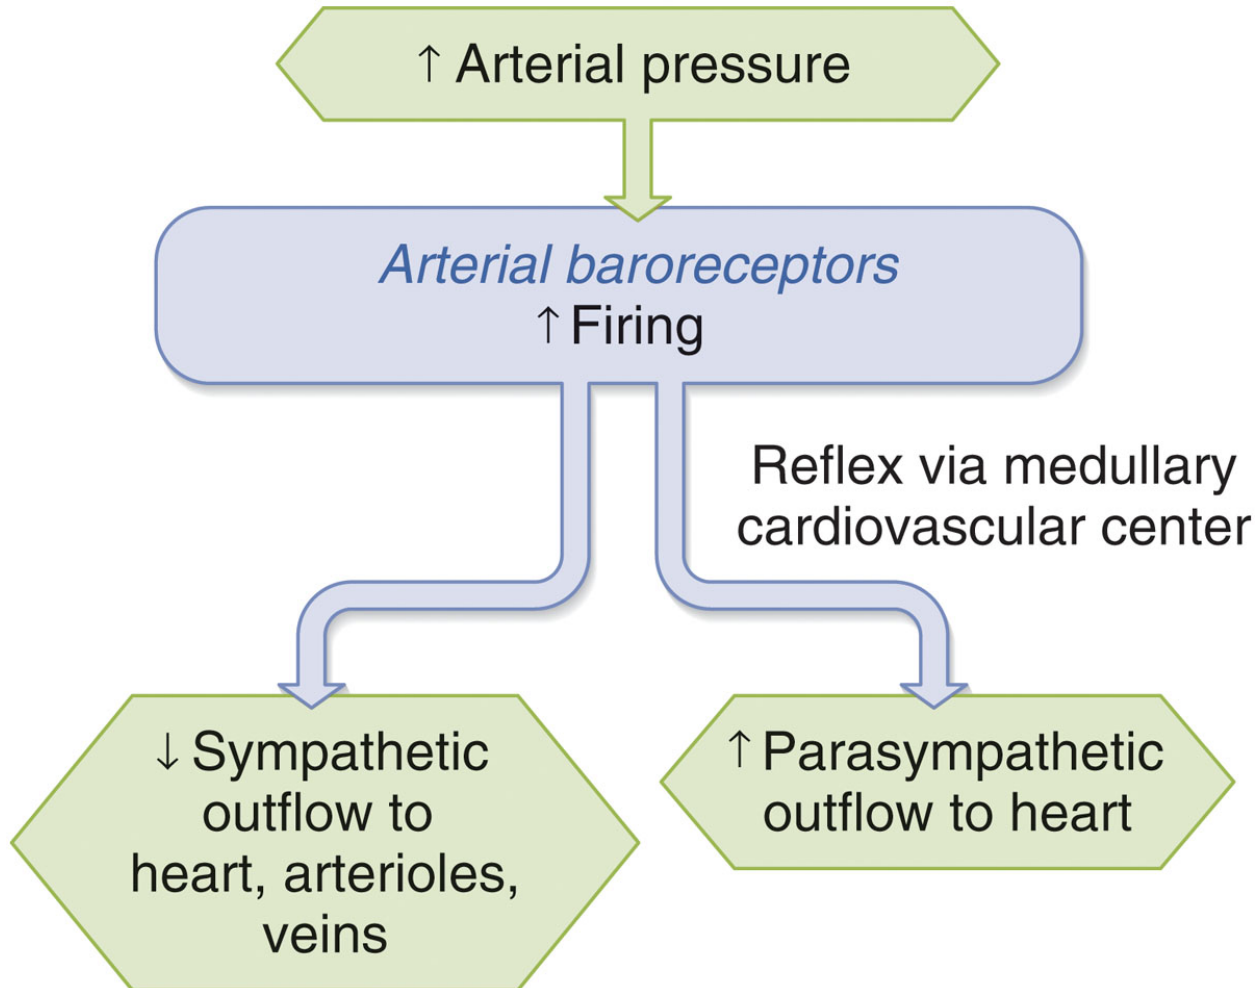 ↑ Arterial pressure
Arterial baroreceptors
↑ Firing
Reflex via medullary
cardiovascular center
↓ Sympathetic
outflow to
heart, arterioles,
veins
↑ Parasympathetic
outflow to heart